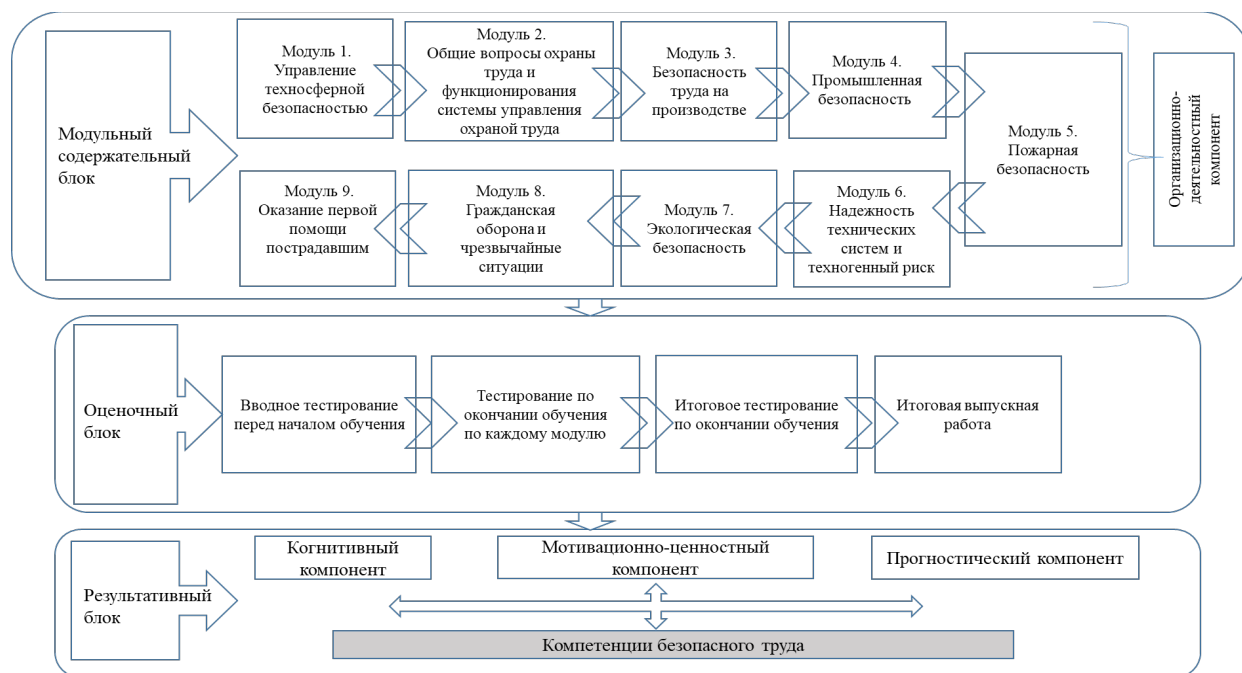 Модульный
содержательный
блок
Модуль 1.
Управление
техносферной
безопасностью
Модуль 2.
Общие вопросы охраны
труда и
функционирования
системы управления
охраной труда
Модуль 3.
Безопасность
труда на
производстве
Модуль 4.
Промышленная
безопасность
Модуль 5.
Пожарная
безопасность
Модуль 6.
Надежность
технических
систем и
техногенный риск
Модуль 7.
Экологическая
безопасность
Модуль 8.
Гражданская
оборона и
чрезвычайные
ситуации
Модуль 9.
Оказание первой
помощи
пострадавшим
Организационно-
деятельностный
компонент
Оценочный
блок
Вводное тестирование
перед началом обучения
Тестирование по
окончании обучения
по каждому модулю
Итоговое тестирование
по окончании обучения
Итоговая выпускная
работа
Результативный
блок
Когнитивный
компонент
Мотивационно-ценностный
компонент
Прогностический компонент
Компетенции безопасного труда